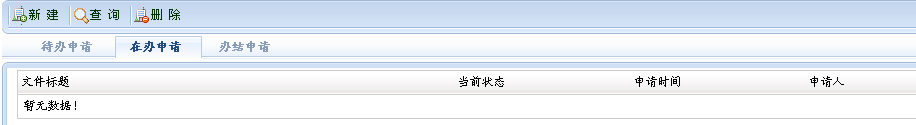 新 建 查 询 删 除
待办申请 在办申请 办结申请
文件标题 当前状态 申请时间 申请人
暂无数据！